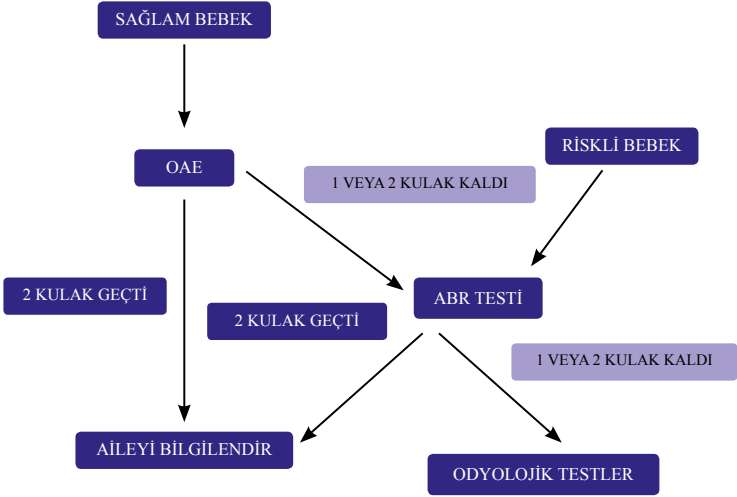 SAĞLAM BEBEK
RİSKLİ BEBEK
OAE
1 VEYA 2 KULAK KALDI
2 KULAK GEÇTİ
ABR TESTİ
2 KULAK GEÇTİ
1 VEYA 2 KULAK KALDI
AİLEYİ BİLGİLENDİR
ODYOLOJİK TESTLER